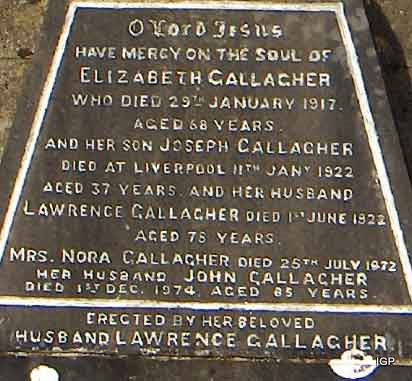 O Lord Jesus
HAVE MERCY ON THE SOUL OF
ELIZABETH GALLAGHER
WHO DIED 29TH JANUARY 1917.
AGED 68 YEARS.
AND HER SON JOSEPH GALLAGHER
DIED AT LIVERPOOL 11TH JANY 1922
AGED 37 YEARS. AND HER HUSBAND
LAWRENCE GALLAGHER DIED 1ST JUNE 1922
AGED 78 YEARS.
MRS. NORA GALLAGHER DIED 25TH JULY 1972
HER HUSBAND JOHN GALLAGHER
DIED 1ST DEC. 1974, AGED 85 YEARS.
ERECTED BY HER BELOVED
HUSBAND LAWRENCE GALLAGHER
IGP